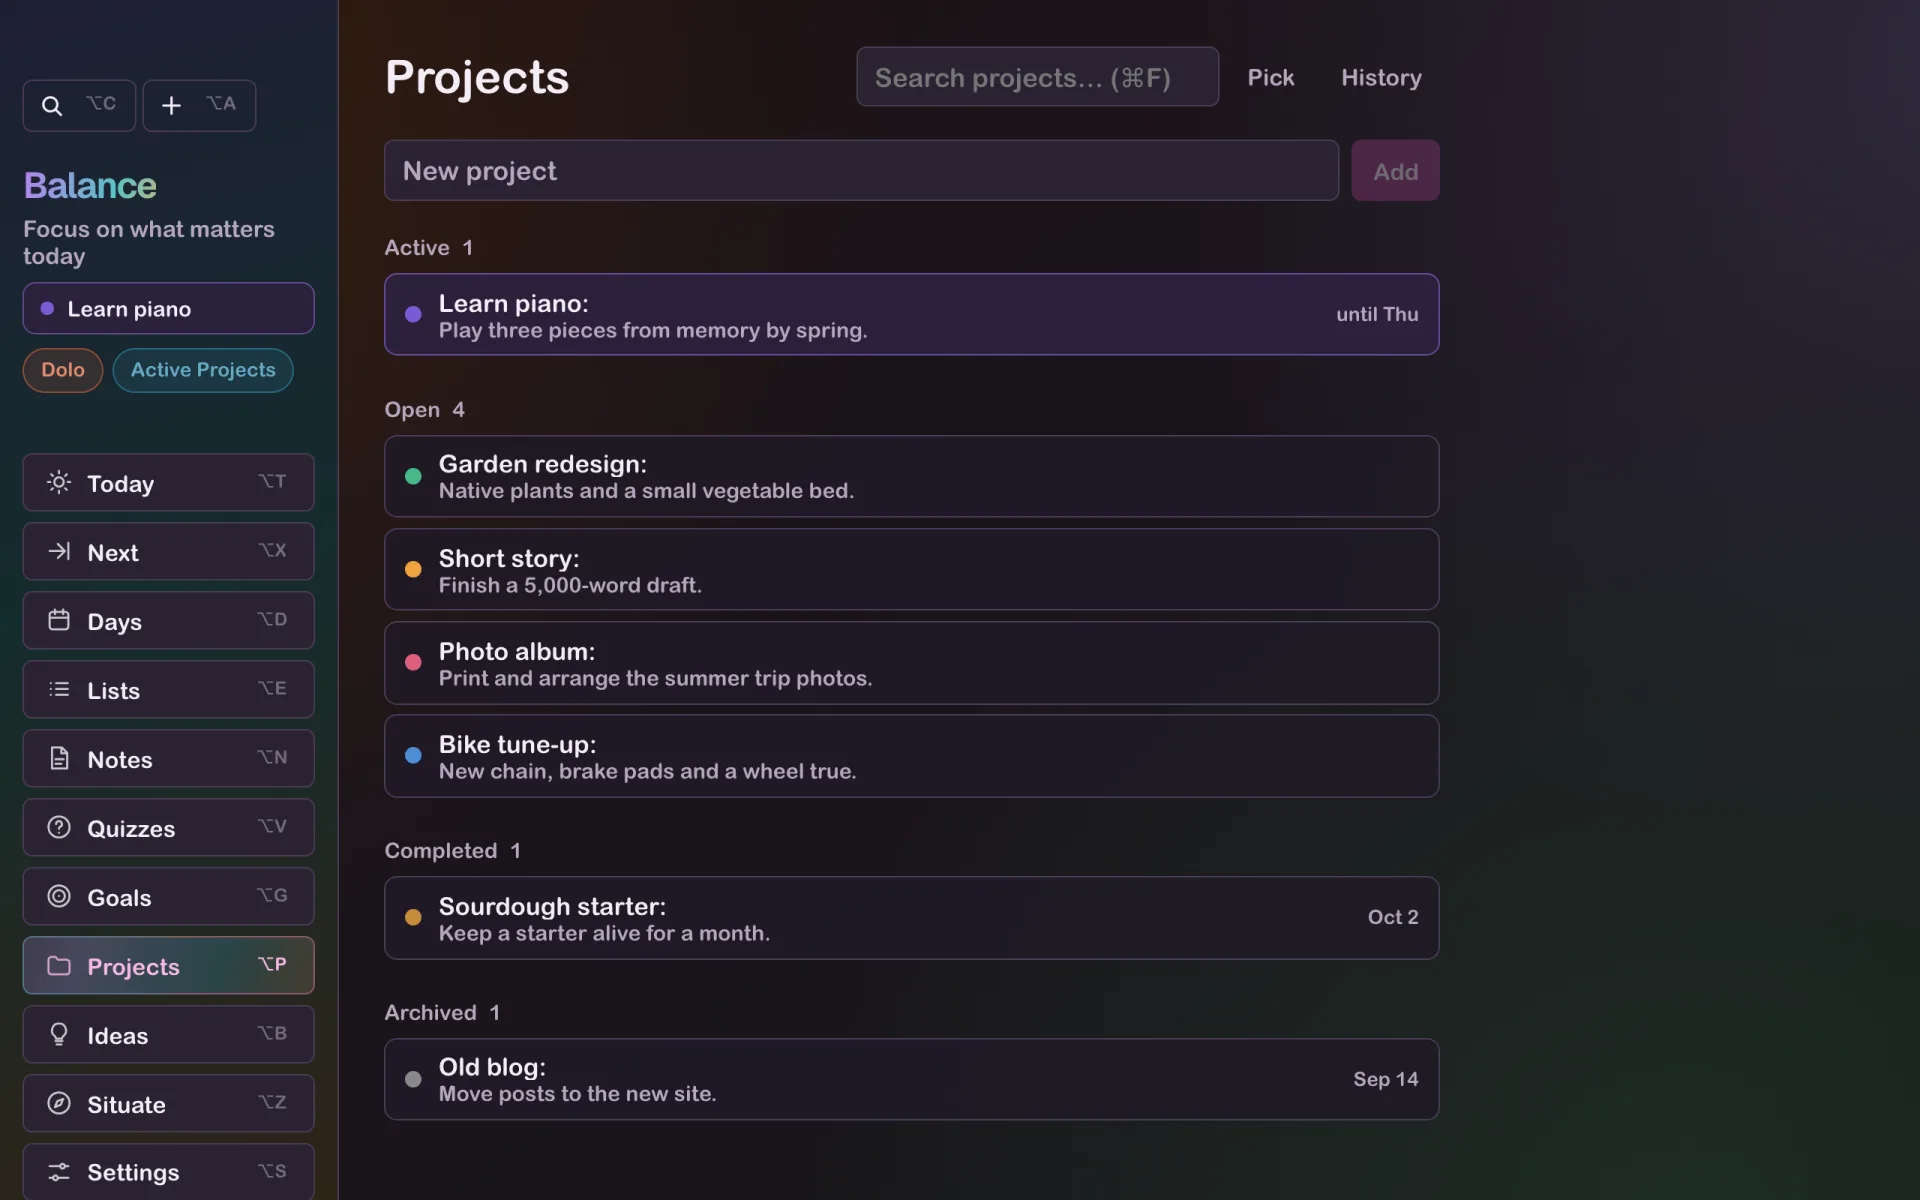 ⌥C
⌥A
Balance
Focus on what matters
today
Learn piano
Dolo
Active Projects
Today ⌥T
Next ⌥X
Days ⌥D
Lists ⌥E
Notes ⌥N
Quizzes ⌥V
Goals ⌥G
Projects ⌥P
Ideas ⌥B
Situate ⌥Z
Settings ⌥S
Projects
Search projects... (⌘F)
Pick
History
New project
Add
Active 1
Learn piano:
Play three pieces from memory by spring.
until Thu
Open 4
Garden redesign:
Native plants and a small vegetable bed.
Short story:
Finish a 5,000-word draft.
Photo album:
Print and arrange the summer trip photos.
Bike tune-up:
New chain, brake pads and a wheel true.
Completed 1
Sourdough starter:
Keep a starter alive for a month.
Oct 2
Archived 1
Old blog:
Move posts to the new site.
Sep 14